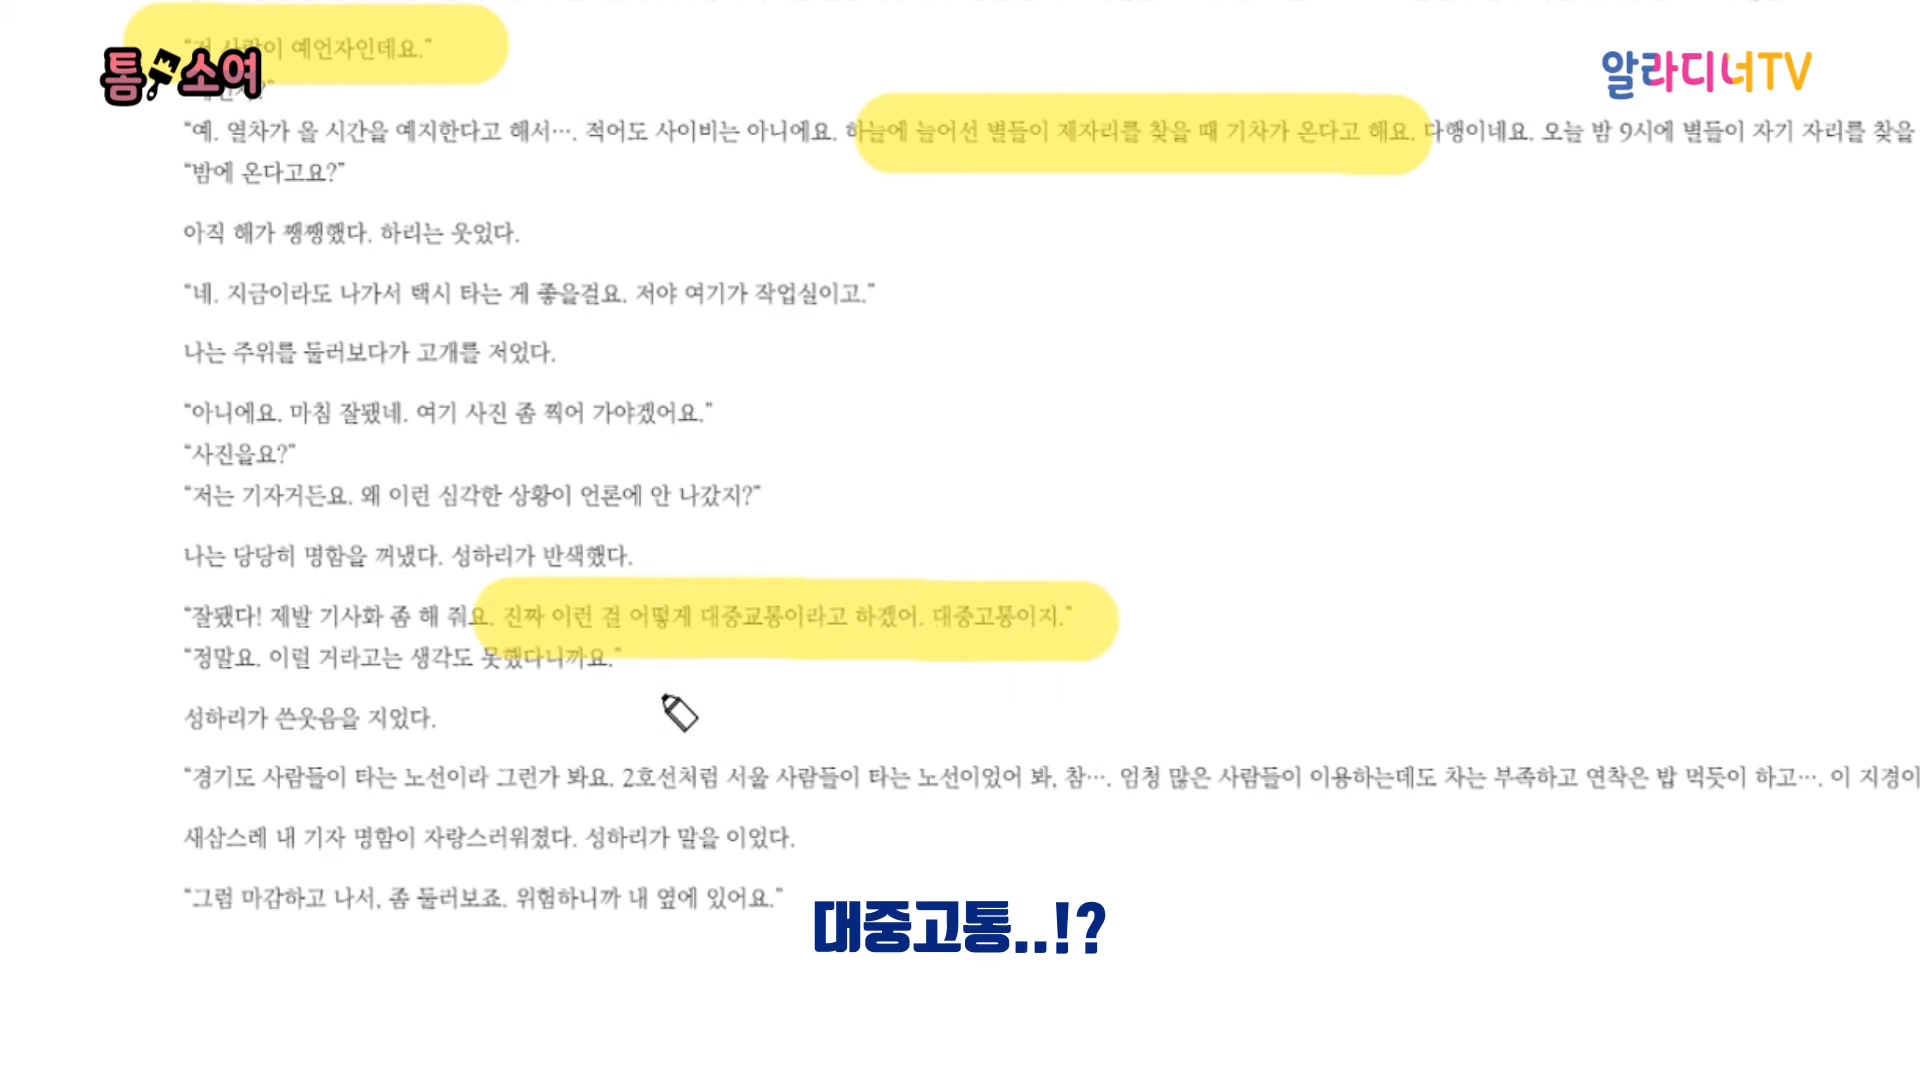 톰소여
알라디너TV
사람이 예언자인데요.”
“예. 열차가 올 시간을 예지한다고 해서…. 적어도 사이비는 아니에요. 하늘에 늘어선 별들이 제자리를 찾을 때 기차가 온다고 해요. 다행이네요. 오늘 밤 9시에 별들이 자기 자리를 찾을
“밤에 온다고요?”
아직 해가 쨍쨍했다. 하리는 웃었다.
“네. 지금이라도 나가서 택시 타는 게 좋을걸요. 저야 여기가 작업실이고.”
나는 주위를 둘러보다가 고개를 저었다.
“아니에요. 마침 잘됐네. 여기 사진 좀 찍어 가야겠어요.”
“사진을요?”
“저는 기자거든요. 왜 이런 심각한 상황이 언론에 안 나갔지?”
나는 당당히 명함을 꺼냈다. 성하리가 반색했다.
“잘됐다! 제발 기사화 좀 해 줘요. 진짜 이런 걸 어떻게 대중교통이라고 하겠어. 대중고통이지.”
“정말요. 이럴 거라고는 생각도 못했다니까요.”
성하리가 쓴웃음을 지었다.
“경기도 사람들이 타는 노선이라 그런가 봐요. 2호선처럼 서울 사람들이 타는 노선이었어 봐, 참…. 엄청 많은 사람들이 이용하는데도 차는 부족하고 연착은 밥 먹듯이 하고…. 이 지경이
새삼스레 내 기자 명함이 자랑스러워졌다. 성하리가 말을 이었다.
“그럼 마감하고 나서, 좀 둘러보죠. 위험하니까 내 옆에 있어요.”
대중고통..!?